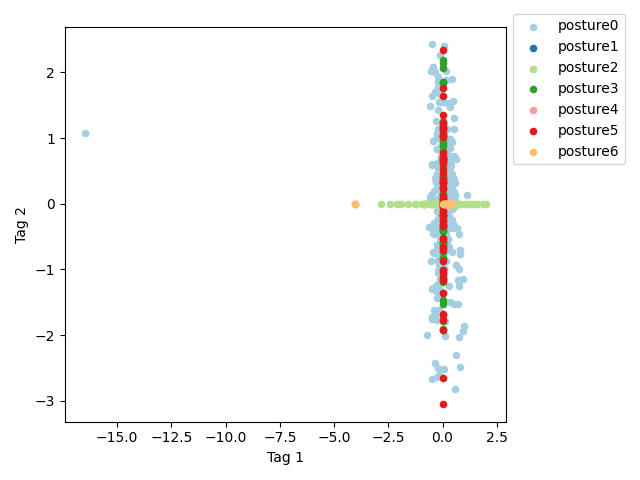 posture0
posture1
posture2
posture3
posture4
posture5
posture6
2
1
0
−1
−2
−3
Tag 2
−15.0
−12.5
−10.0
−7.5
−5.0
−2.5
0.0
2.5
Tag 1